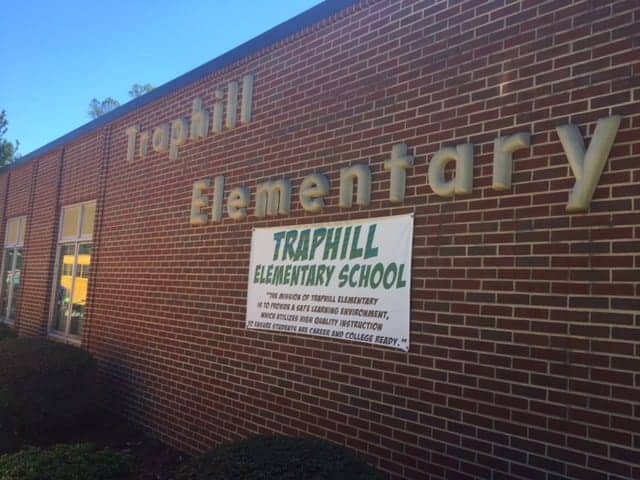 Traphill
Elementary
TRAPHILL
ELEMENTARY SCHOOL
"THE MISSION OF TRAPHILL ELEMENTARY
IS TO PROVIDE A SAFE LEARNING ENVIRONMENT,
WHICH UTILIZES HIGH QUALITY INSTRUCTION
TO ENSURE STUDENTS ARE CAREER AND COLLEGE READY."